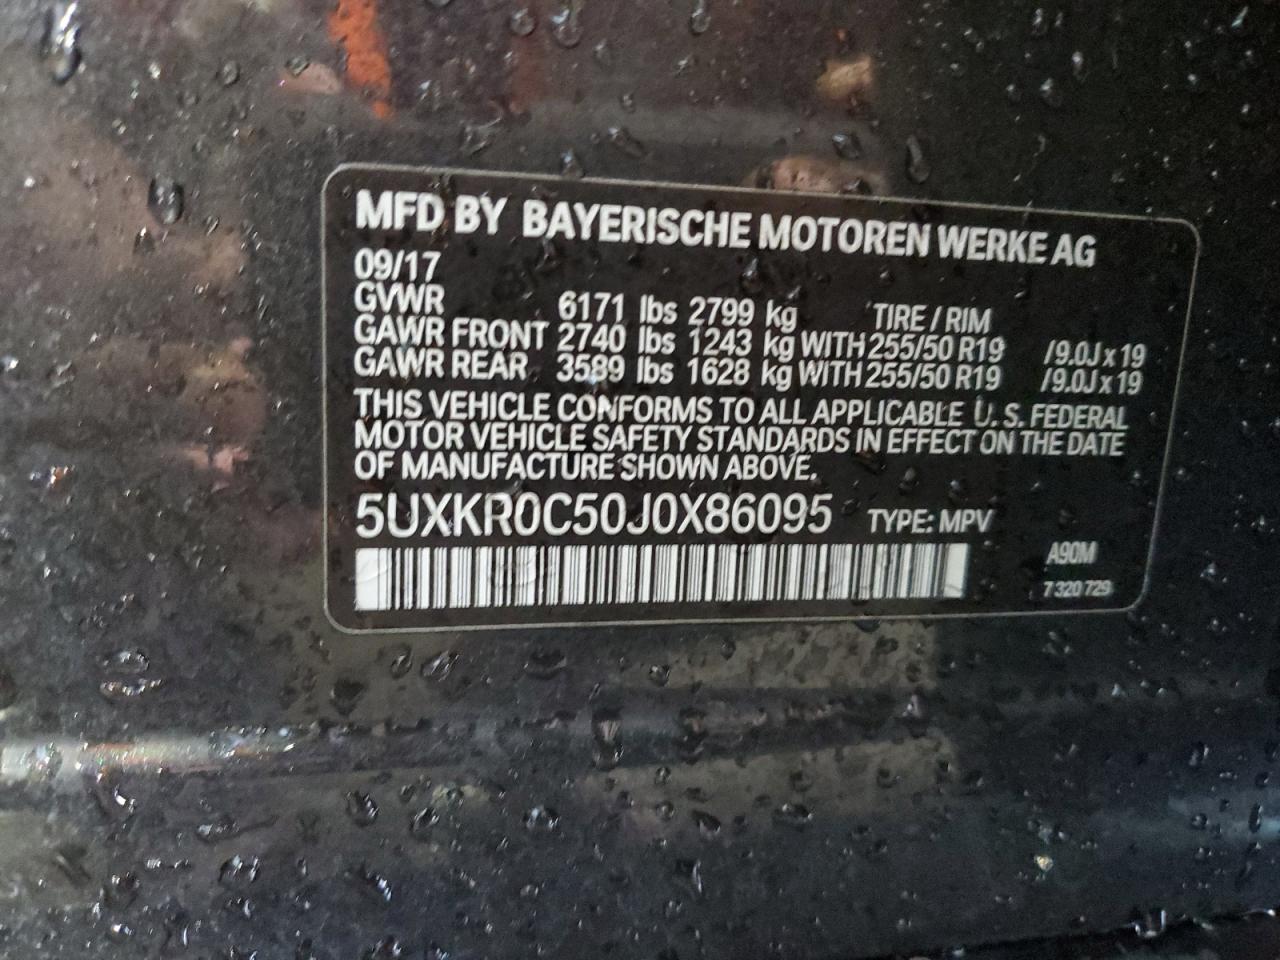 MFD BY BAYERISCHE MOTOREN WERKE AG
09/17
GVWR 6171 lbs 2799 kg TIRE / RIM
GAWR FRONT 2740 lbs 1243 kg WITH 255/50 R19 /9.0J x 19
GAWR REAR 3589 lbs 1628 kg WITH 255/50 R19 /9.0J x 19
THIS VEHICLE CONFORMS TO ALL APPLICABLE U.S. FEDERAL
MOTOR VEHICLE SAFETY STANDARDS IN EFFECT ON THE DATE
OF MANUFACTURE SHOWN ABOVE.
5UXKR0C50J0X86095 TYPE: MPV
A90M
7 320 729